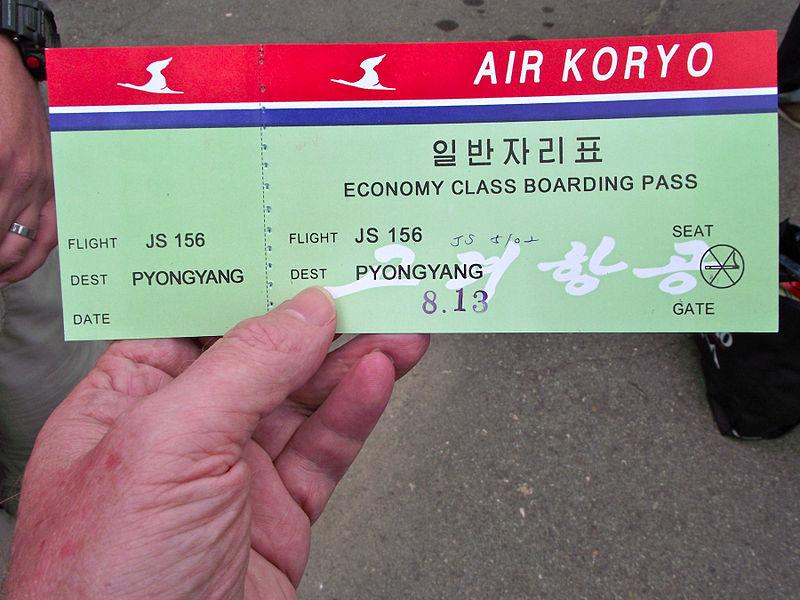 AIR KORYO
일반자리표
ECONOMY CLASS BOARDING PASS
FLIGHT JS 156
DEST PYONGYANG
DATE
FLIGHT JS 156
DEST PYONGYANG
8.13
고려항공
SEAT
GATE